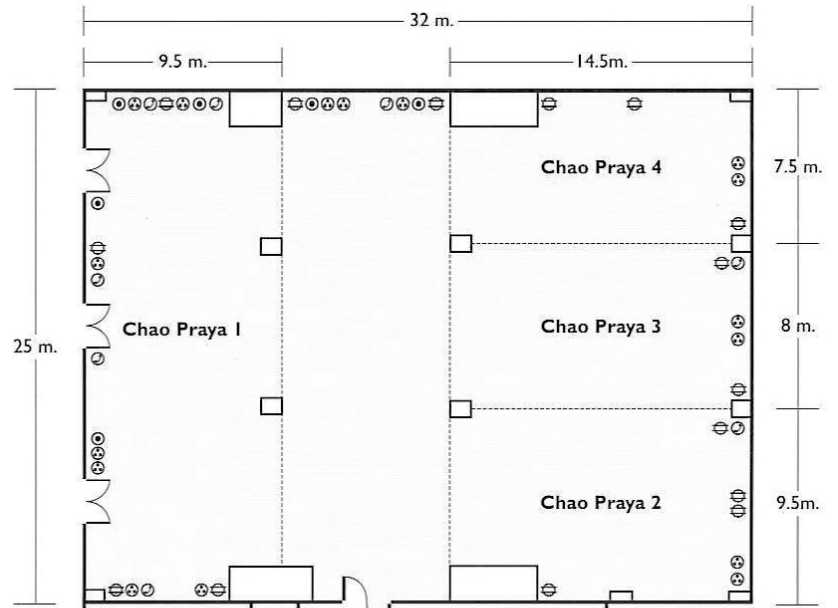 32 m.
9.5 m.
14.5m.
Chao Praya 4
7.5 m.
Chao Praya 1
Chao Praya 3
8 m.
25 m.
Chao Praya 2
9.5m.